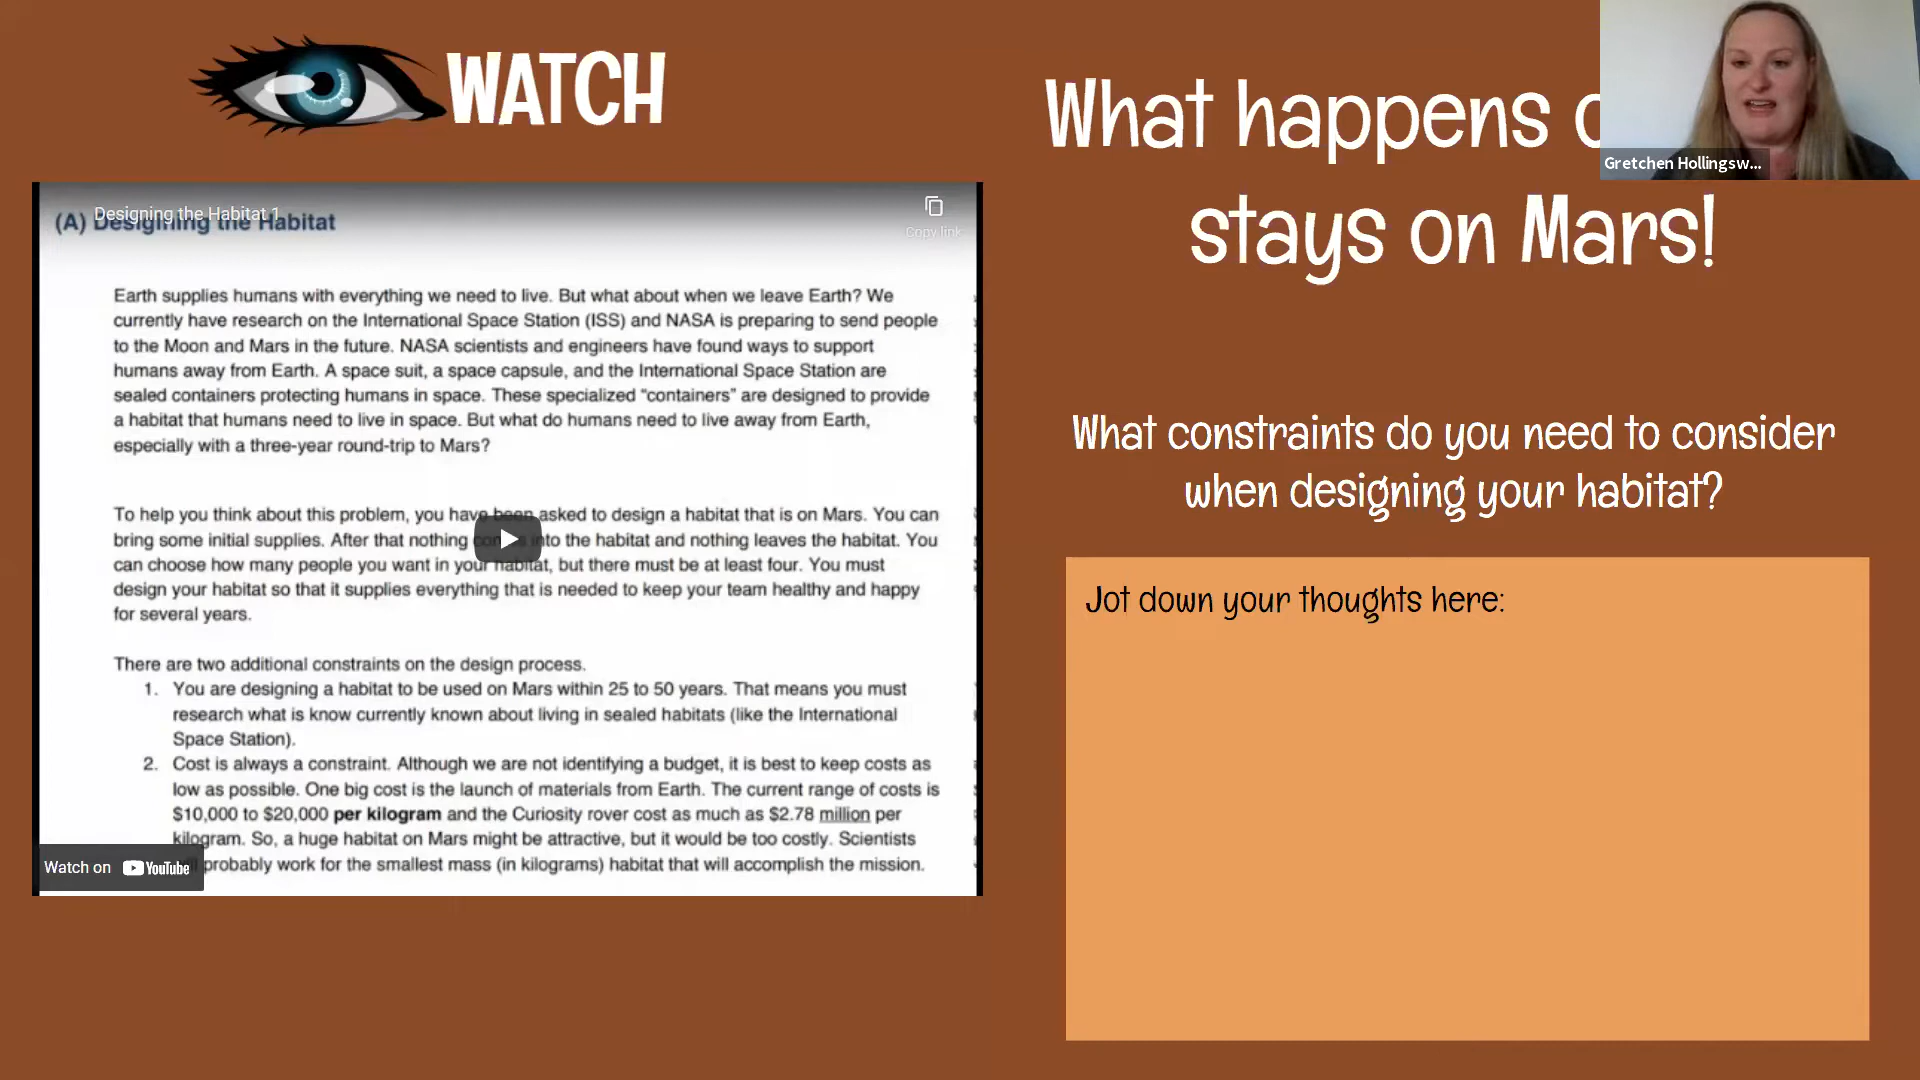 WATCH
Designing the Habitat 1
Copy link
(A) Designing the Habitat
Earth supplies humans with everything we need to live. But what about when we leave Earth? We
currently have research on the International Space Station (ISS) and NASA is preparing to send people
to the Moon and Mars in the future. NASA scientists and engineers have found ways to support
humans away from Earth. A space suit, a space capsule, and the International Space Station are
sealed containers protecting humans in space. These specialized “containers” are designed to provide
a habitat that humans need to live in space. But what do humans need to live away from Earth,
especially with a three-year round-trip to Mars?
To help you think about this problem, you have been asked to design a habitat that is on Mars. You can
bring some initial supplies. After that nothing comes into the habitat and nothing leaves the habitat. You
can choose how many people you want in your habitat, but there must be at least four. You must
design your habitat so that it supplies everything that is needed to keep your team healthy and happy
for several years.
There are two additional constraints on the design process.
1. You are designing a habitat to be used on Mars within 25 to 50 years. That means you must
research what is know currently known about living in sealed habitats (like the International
Space Station).
2. Cost is always a constraint. Although we are not identifying a budget, it is best to keep costs as
low as possible. One big cost is the launch of materials from Earth. The current range of costs is
$10,000 to $20,000 per kilogram and the Curiosity rover cost as much as $2.78 million per
kilogram. So, a huge habitat on Mars might be attractive, but it would be too costly. Scientists
probably work for the smallest mass (in kilograms) habitat that will accomplish the mission.
Watch on YouTube
What happens
stays on Mars!
Gretchen Hollingsw...
What constraints do you need to consider
when designing your habitat?
Jot down your thoughts here: